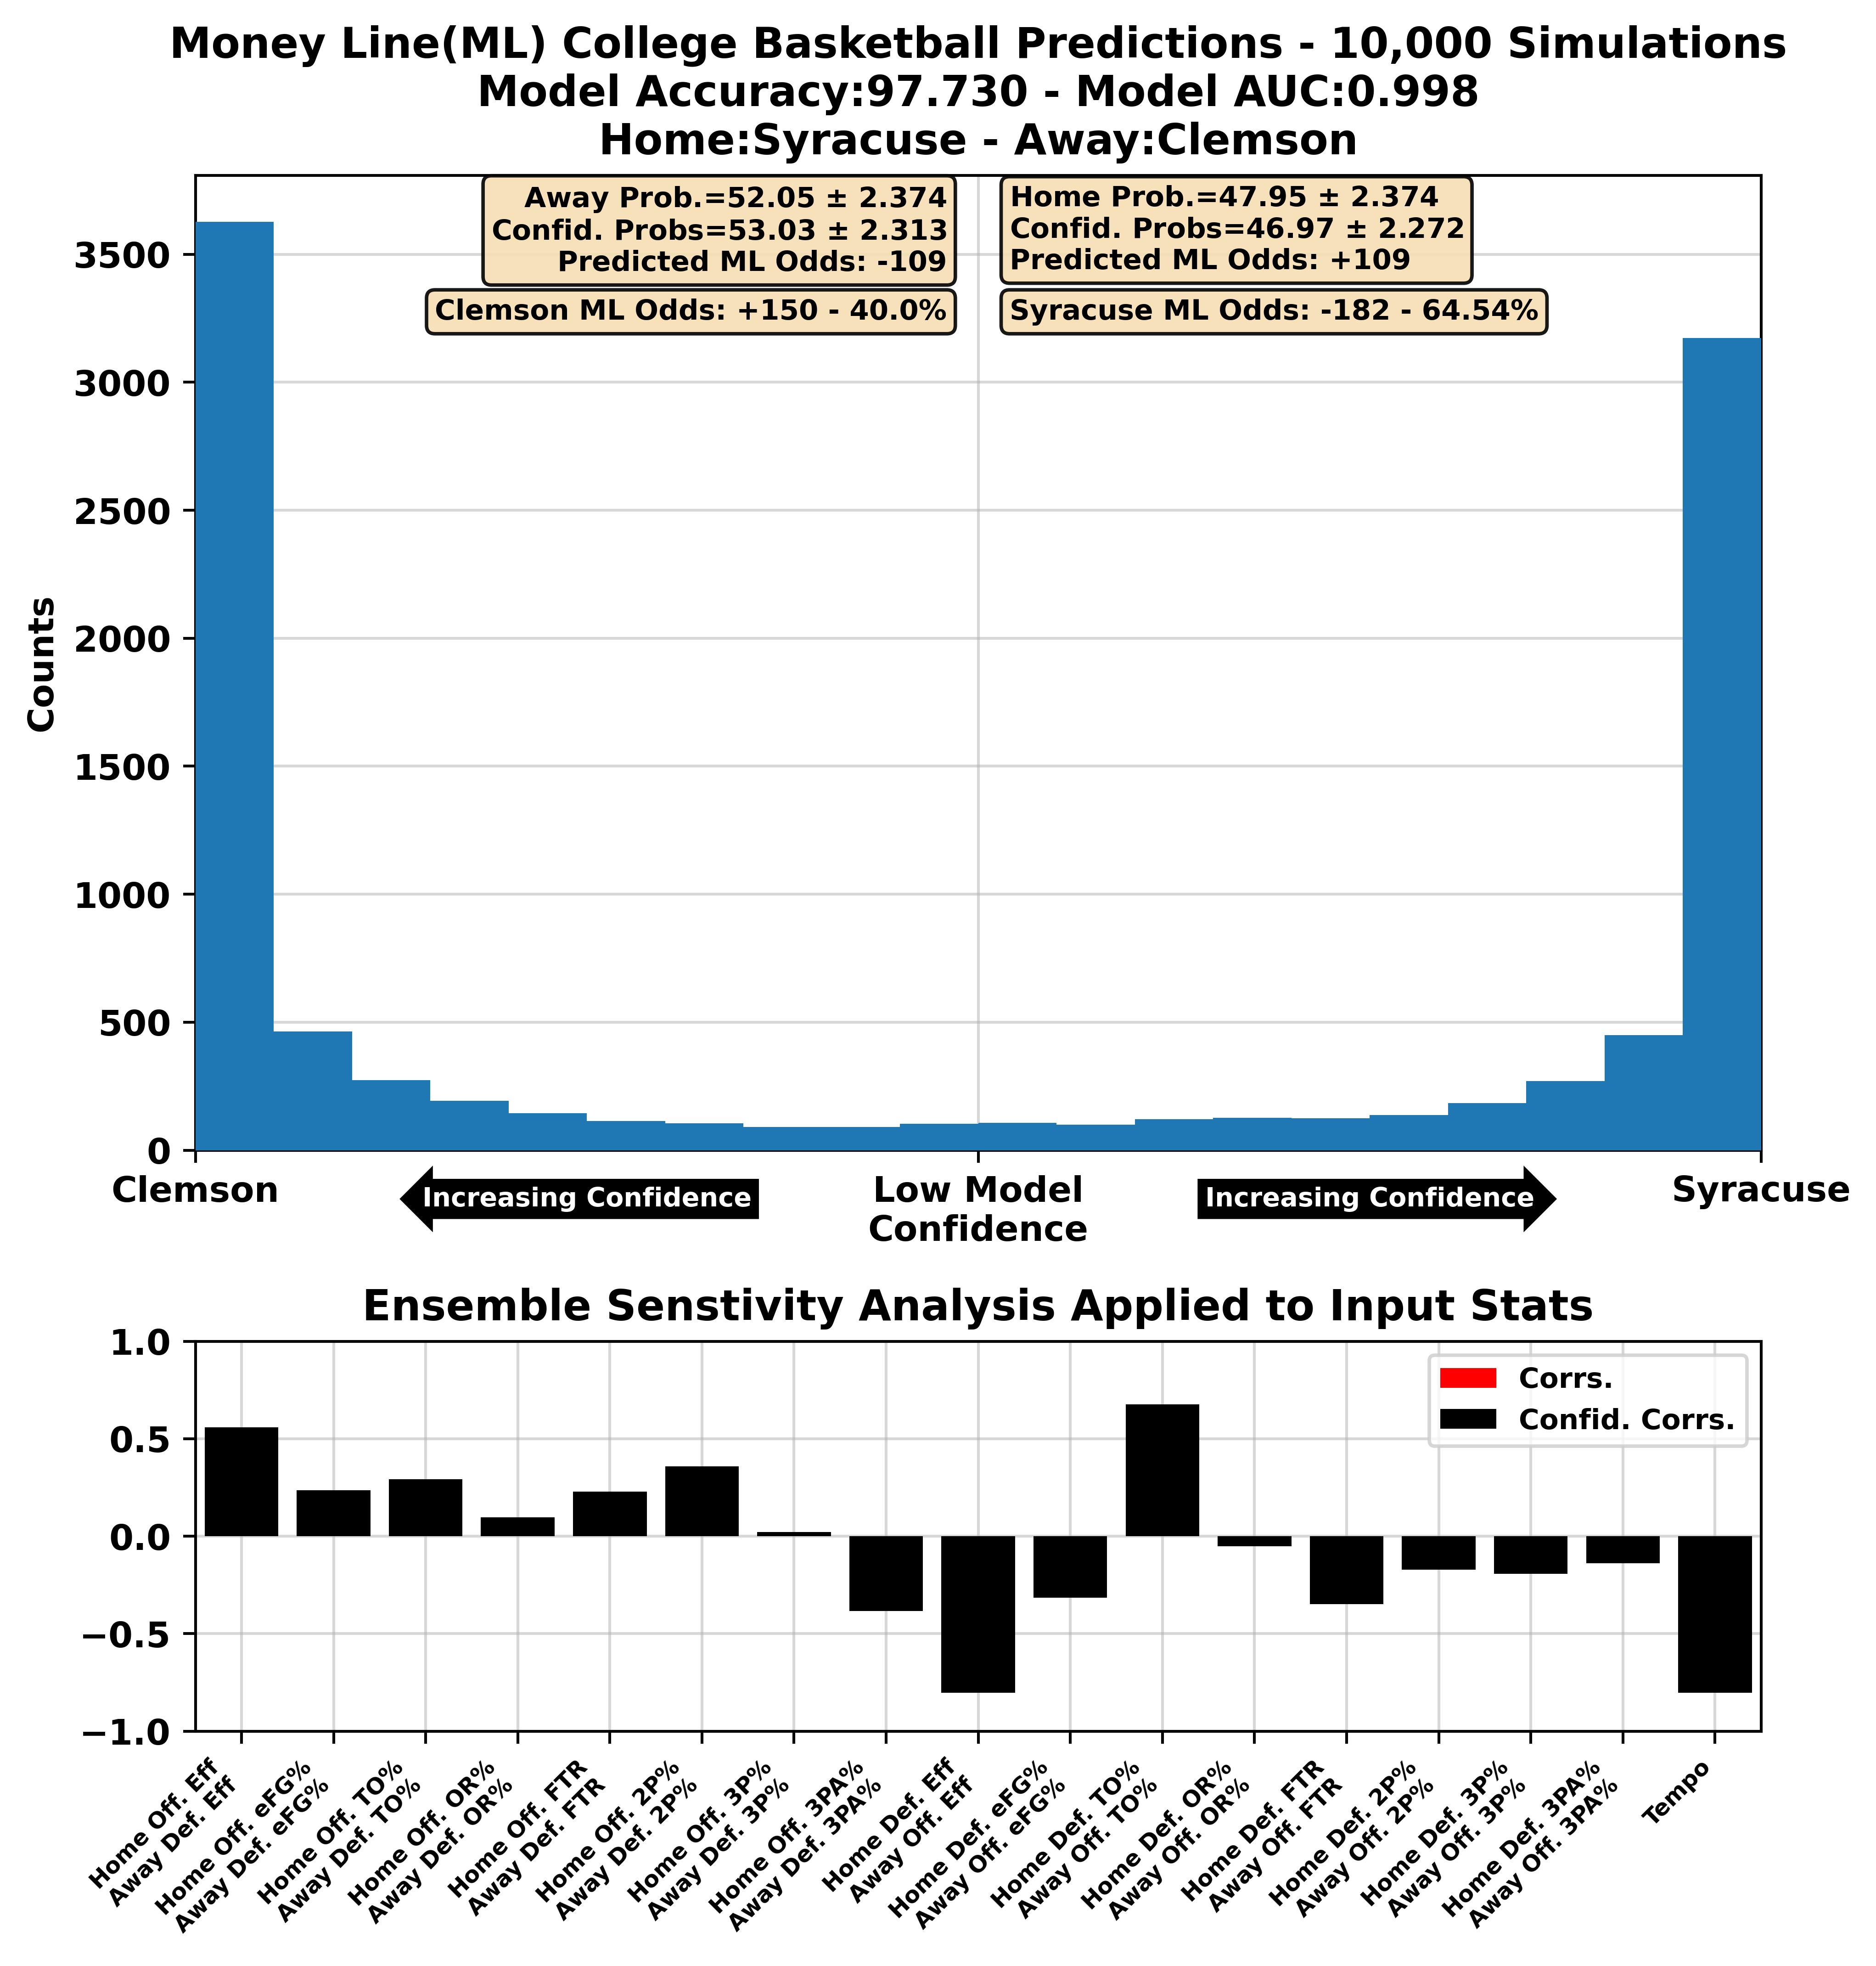 Money Line(ML) College Basketball Predictions - 10,000 Simulations
Model Accuracy:97.730 - Model AUC:0.998
Home:Syracuse - Away:Clemson
Away Prob.=52.05 ± 2.374
Confid. Probs=53.03 ± 2.313
Predicted ML Odds: -109
Clemson ML Odds: +150 - 40.0%
Home Prob.=47.95 ± 2.374
Confid. Probs=46.97 ± 2.272
Predicted ML Odds: +109
Syracuse ML Odds: -182 - 64.54%
Counts
3500
3000
2500
2000
1500
1000
500
0
Clemson
Increasing Confidence
Low Model
Confidence
Increasing Confidence
Syracuse
Ensemble Senstivity Analysis Applied to Input Stats
1.0
0.5
0.0
−0.5
−1.0
Corrs.
Confid. Corrs.
Home Off. Eff
Away Def. Eff
Home Off. eFG%
Away Def. eFG%
Home Off. TO%
Away Def. TO%
Home Off. OR%
Away Def. OR%
Home Off. FTR
Away Def. FTR
Home Off. 2P%
Away Def. 2P%
Home Off. 3P%
Away Def. 3P%
Home Off. 3PA%
Away Def. 3PA%
Home Def. Eff
Away Off. Eff
Home Def. eFG%
Away Off. eFG%
Home Def. TO%
Away Off. TO%
Home Def. OR%
Away Off. OR%
Home Def. FTR
Away Off. FTR
Home Def. 2P%
Away Off. 2P%
Home Def. 3P%
Away Off. 3P%
Home Def. 3PA%
Away Off. 3PA%
Tempo